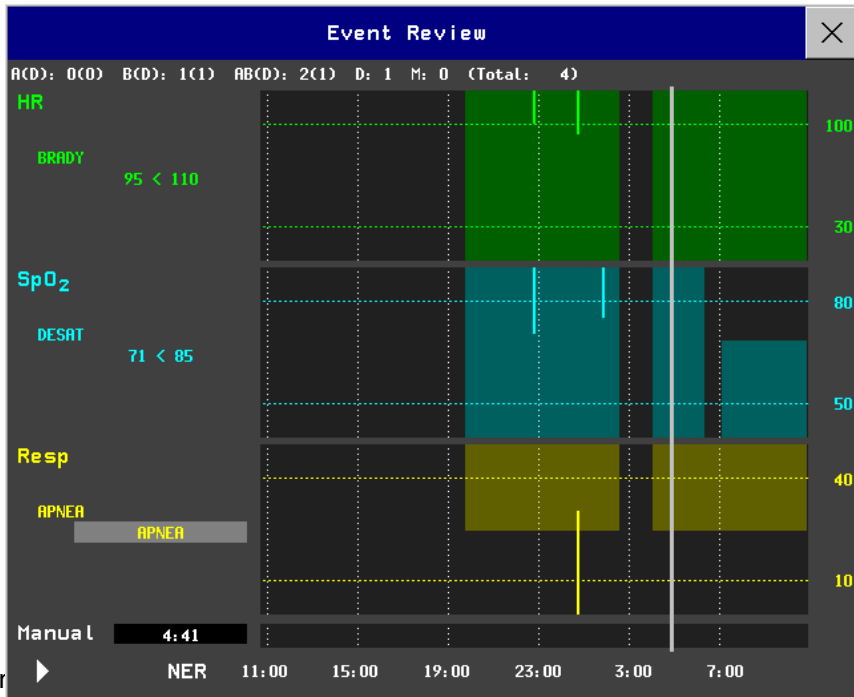 Event Review
A(D): 0(0) B(D): 1(1) AB(D): 2(1) D: 1 M: 0 (Total: 4)
HR
100
BRADY
95 < 110
30
SpO₂
80
DESAT
71 < 85
50
Resp
40
APNEA
APNEA
10
Manual 4:41
NER 11:00 15:00 19:00 23:00 3:00 7:00